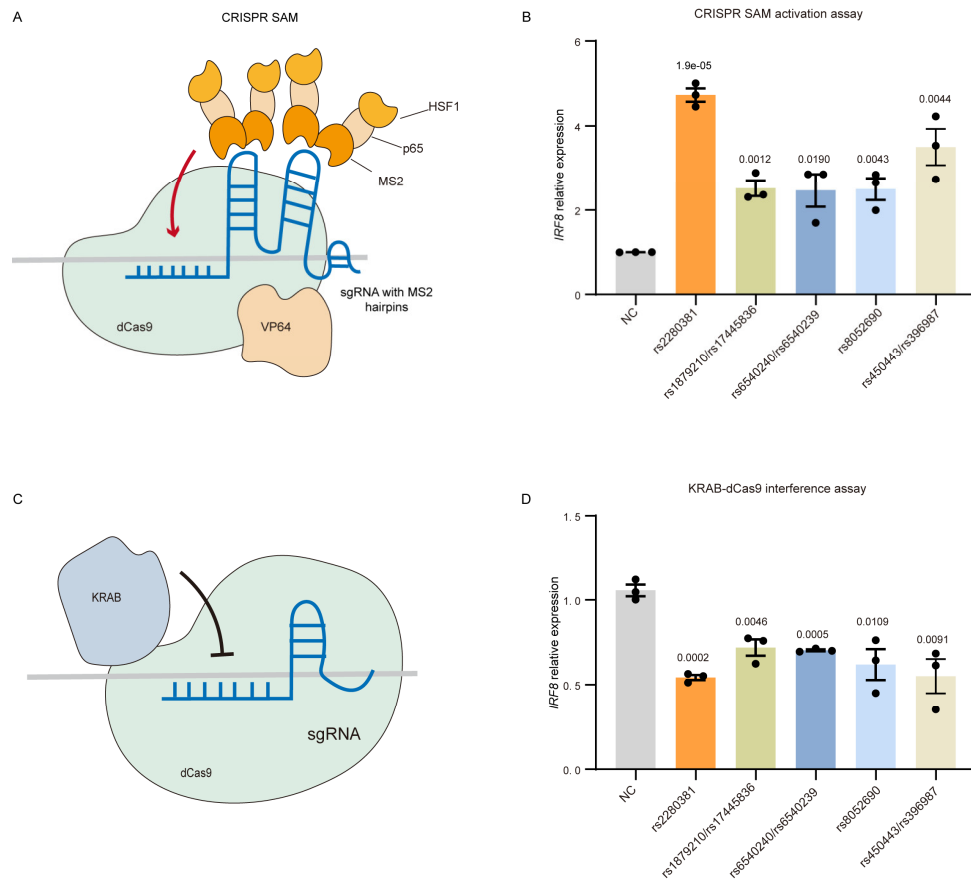 A
CRISPR SAM
HSF1
p65
MS2
sgRNA with MS2
hairpins
dCas9
VP64
B
CRISPR SAM activation assay
IRF8 relative expression
6
4
2
0
1.9e-05
0.0012
0.0190
0.0043
0.0044
NC
rs2280381
rs1879210/rs17445836
rs6540240/rs6540239
rs8052690
rs450443/rs396987
C
KRAB
sgRNA
dCas9
D
KRAB-dCas9 interference assay
IRF8 relative expression
1.5
1.0
0.5
0.0
0.0002
0.0046
0.0005
0.0109
0.0091
NC
rs2280381
rs1879210/rs17445836
rs6540240/rs6540239
rs8052690
rs450443/rs396987